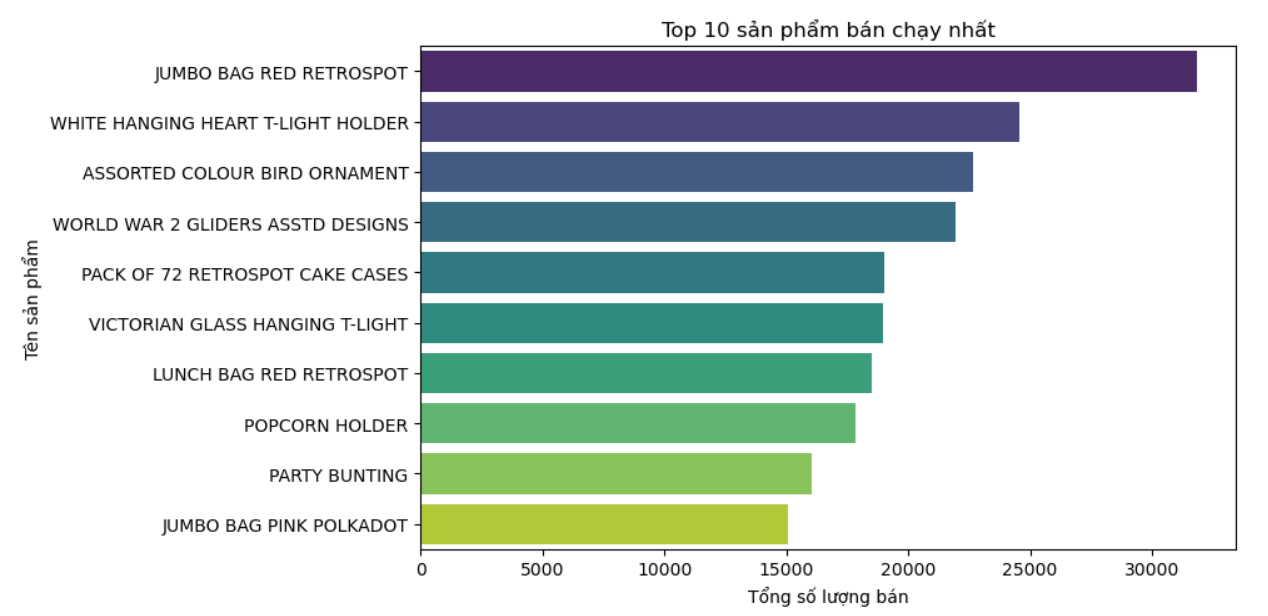 Top 10 sản phẩm bán chạy nhất
Tên sản phẩm
JUMBO BAG RED RETROSPOT
WHITE HANGING HEART T-LIGHT HOLDER
ASSORTED COLOUR BIRD ORNAMENT
WORLD WAR 2 GLIDERS ASSTD DESIGNS
PACK OF 72 RETROSPOT CAKE CASES
VICTORIAN GLASS HANGING T-LIGHT
LUNCH BAG RED RETROSPOT
POPCORN HOLDER
PARTY BUNTING
JUMBO BAG PINK POLKADOT
0 5000 10000 15000 20000 25000 30000
Tổng số lượng bán